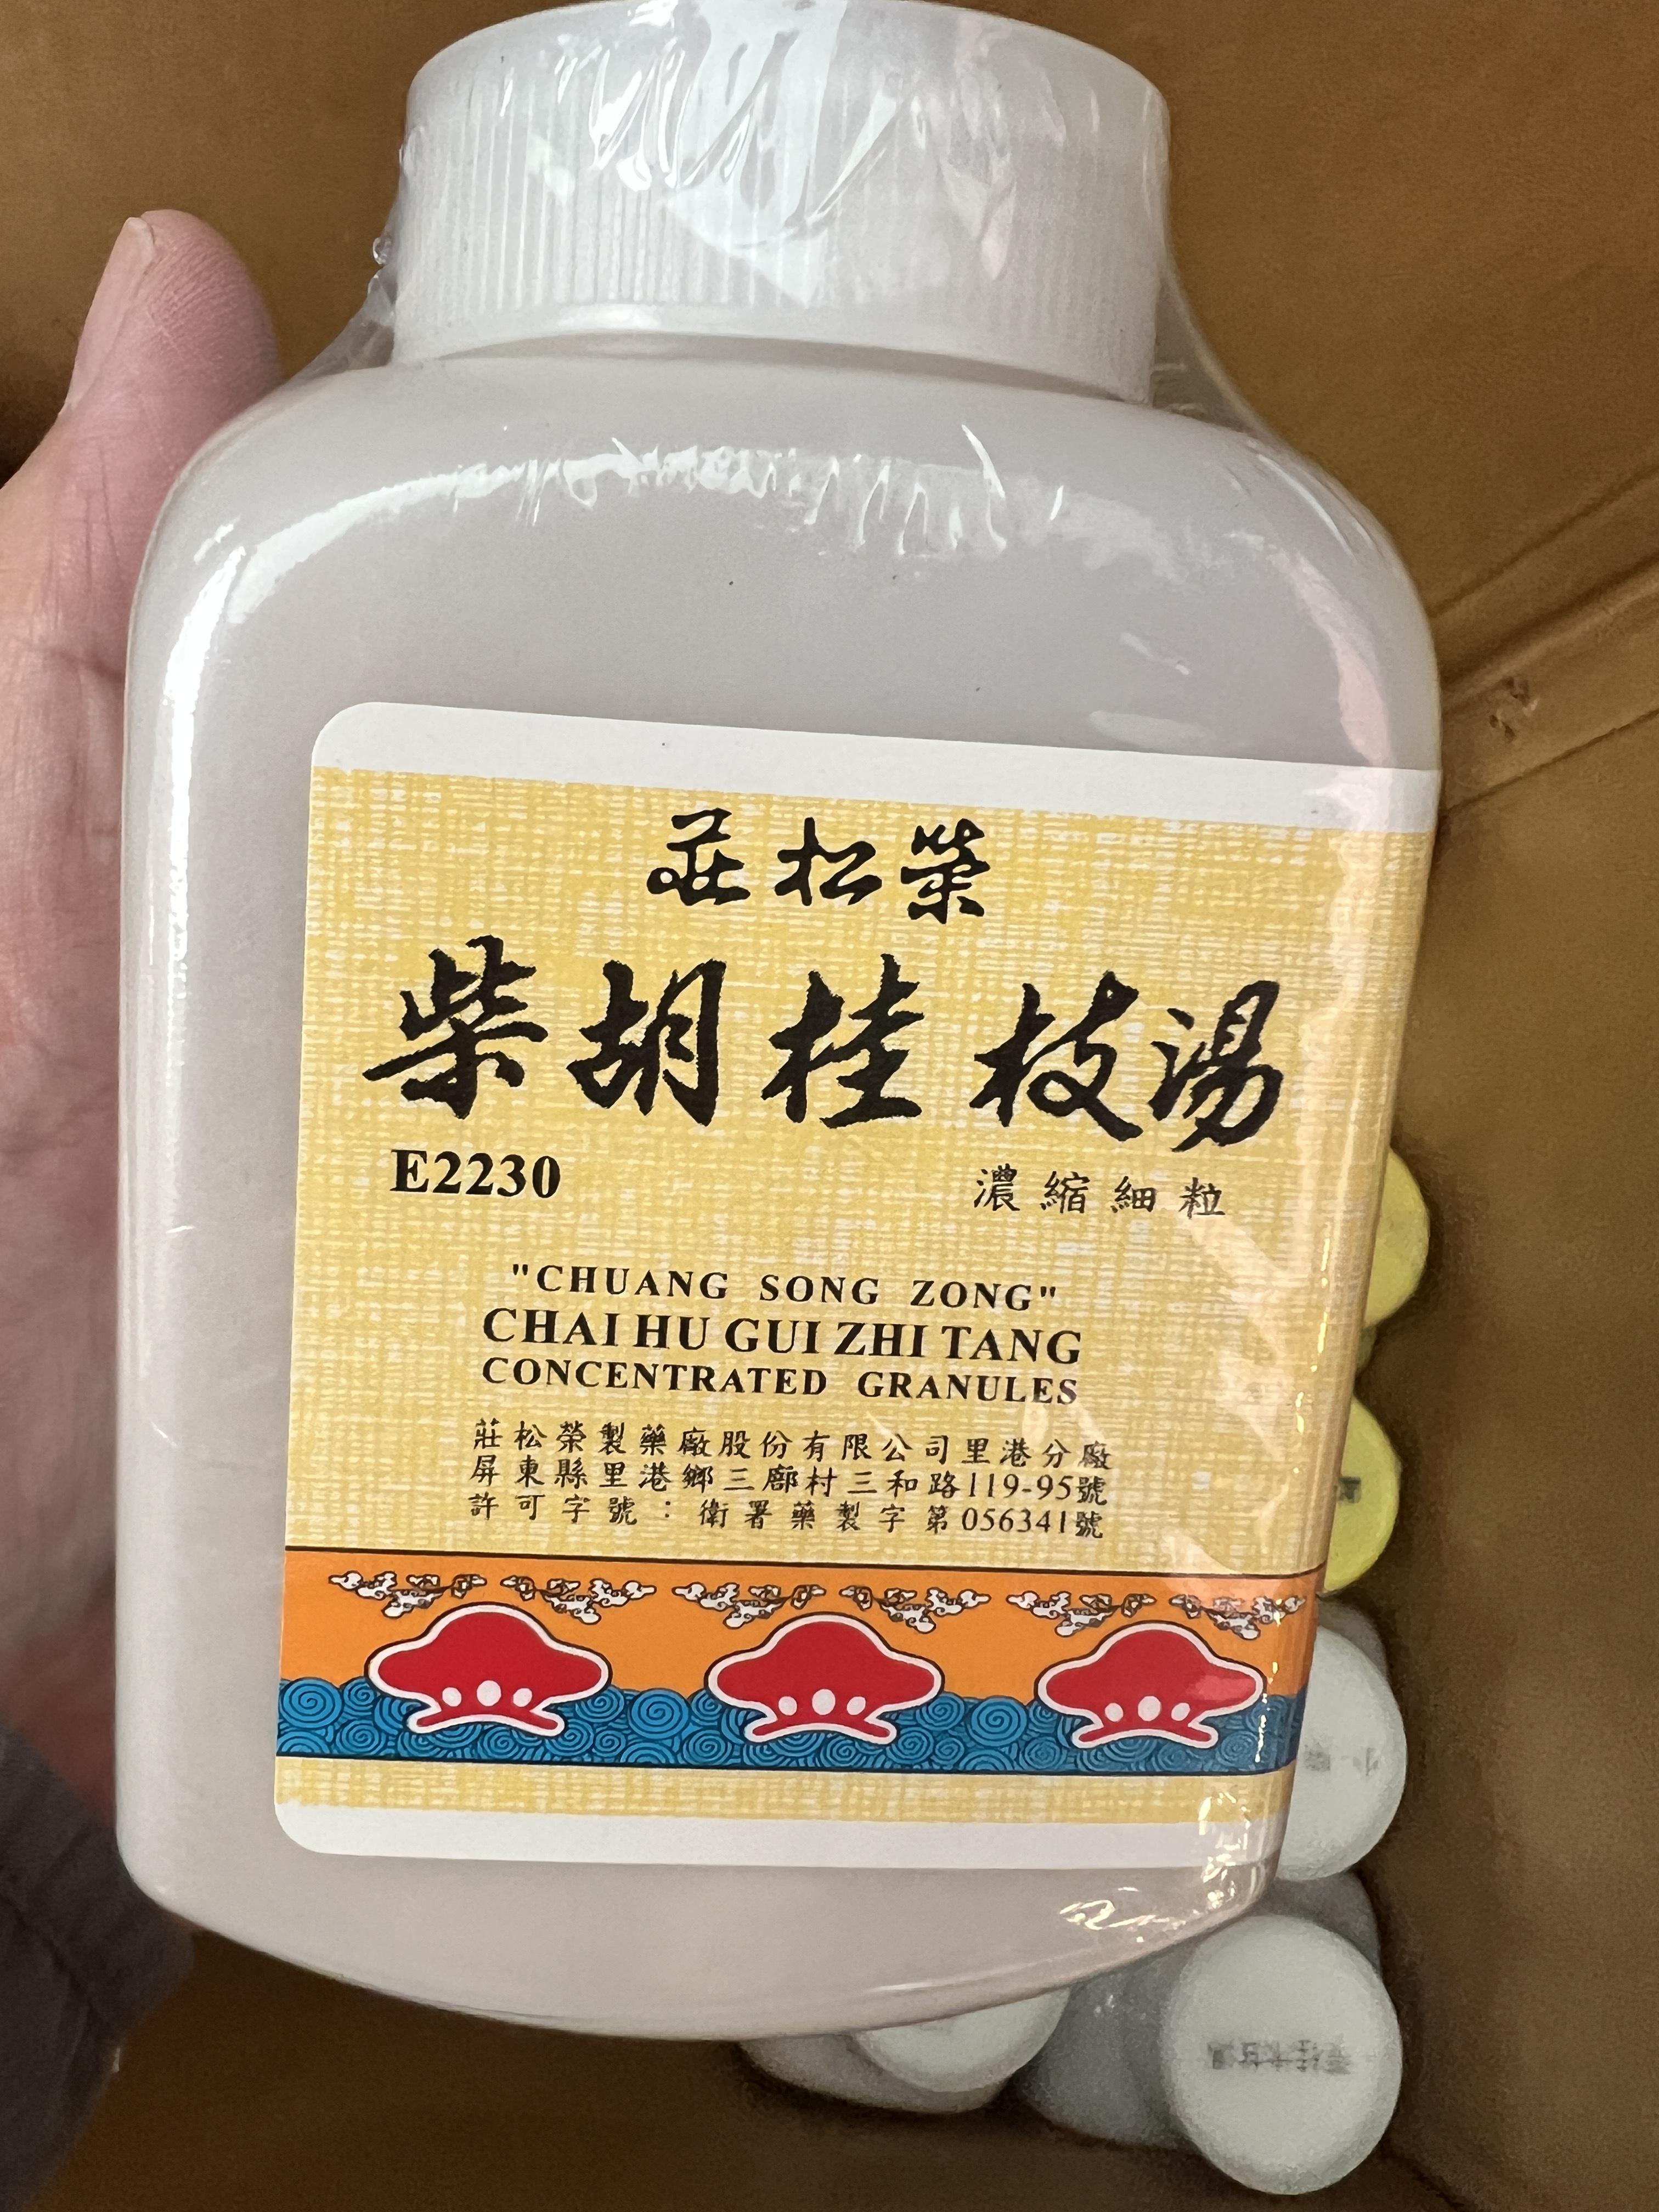 莊松榮
柴胡桂枝湯
E2230
濃縮細粒
"CHUANG SONG ZONG"
CHAI HU GUI ZHI TANG
CONCENTRATED GRANULES
莊松榮製藥廠股份有限公司里港分廠
屏東縣里港鄉三廍村三和路119-95號
許可字號：衛署藥製字第056341號